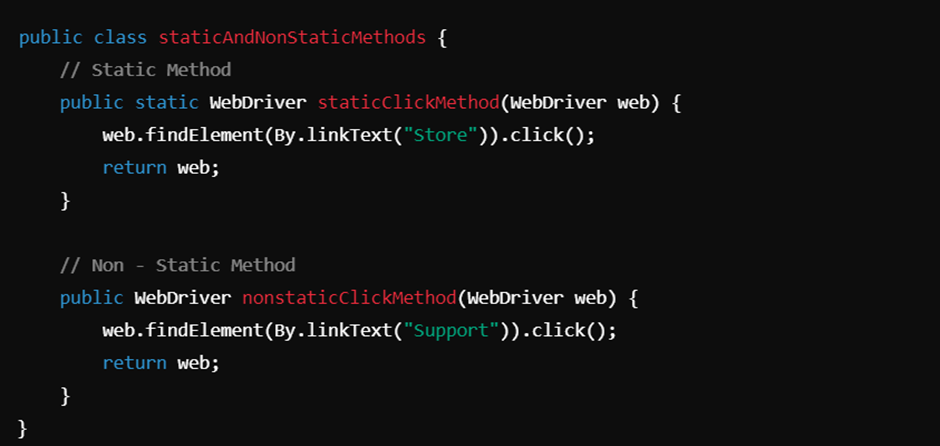 public class staticAndNonStaticMethods {
    // Static Method
    public static WebDriver staticClickMethod(WebDriver web) {
        web.findElement(By.linkText("Store")).click();
        return web;
    }

    // Non - Static Method
    public WebDriver nonstaticClickMethod(WebDriver web) {
        web.findElement(By.linkText("Support")).click();
        return web;
    }
}